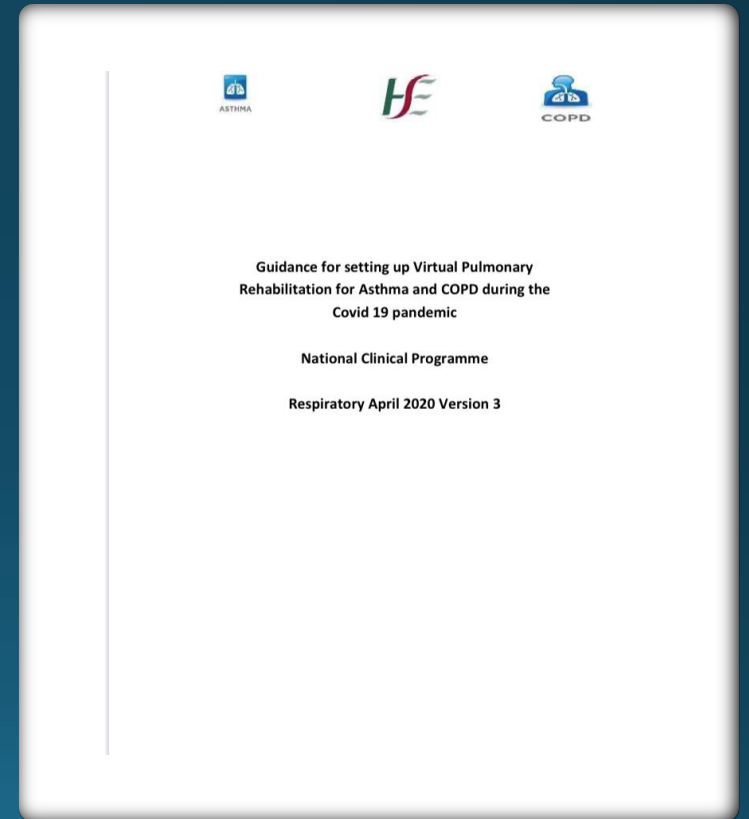 ASTHMA
HSE
COPD
Guidance for setting up Virtual Pulmonary
Rehabilitation for Asthma and COPD during the
Covid 19 pandemic
National Clinical Programme
Respiratory April 2020 Version 3